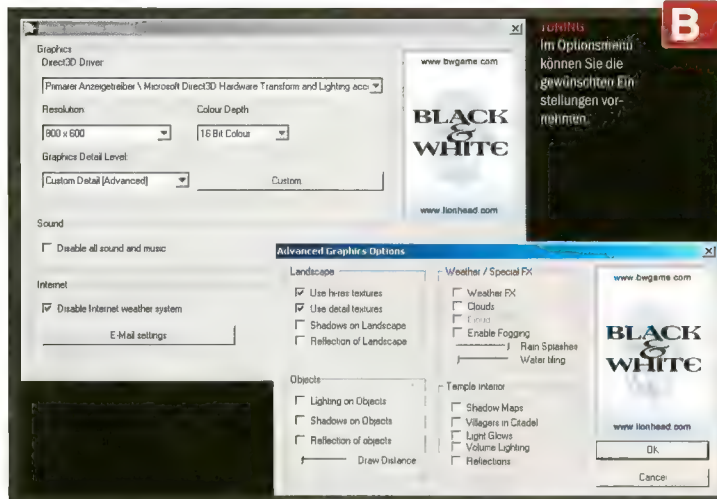 B
TUNING
Im Optionsmenü
können Sie die
gewünschten Ein
stellungen vor-
nehmen.
Graphics
Direct3D Driver
Primärer Anzeigetreiber \ Microsoft Direct3D Hardware Transform and Lighting acc
Resolution
Colour Depth
800 x 600
16 Bit Colour
Graphics Detail Level:
Custom Detail [Advanced]
Custom
Sound
Disable all sound and music
Internet
Disable Internet weather system
E-Mail settings
www.bwgame.com
BLACK
&
WHITE
www.lionhead.com
Advanced Graphics Options
Landscape
Use hi-res textures
Use detail textures
Shadows on Landscape
Reflection of Landscape
Objects
Lighting on Objects
Shadows on Objects
Reflection of objects
Draw Distance
Weather / Special FX
Weather FX
Clouds
Enable Fogging
Rain Splashes
Water tiling
Temple interior
Shadow Maps
Villagers in Citadel
Light Glows
Volume Lighting
Reflections
www.bwgame.com
BLACK
&
WHITE
www.lionhead.com
OK
Cancel